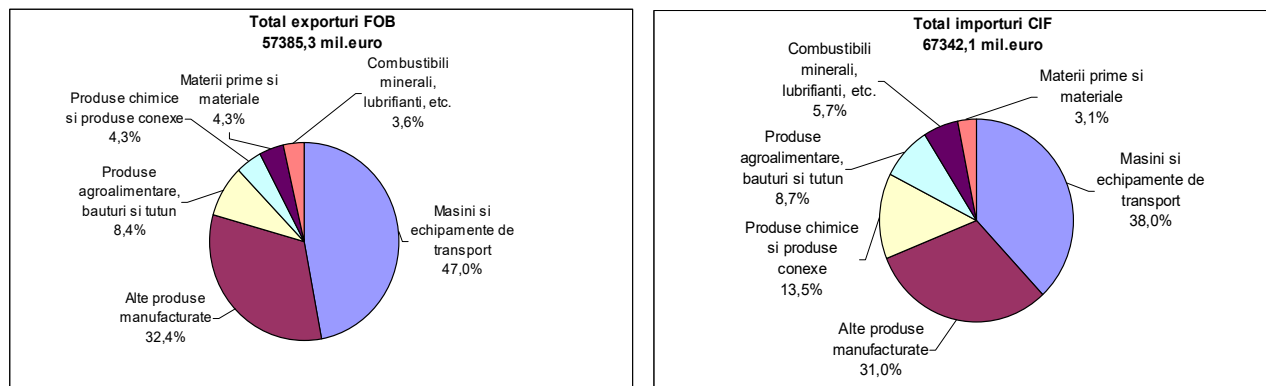 Total exporturi FOB
57385,3 mil.euro
Combustibili
minerali,
lubrifianti, etc.
3,6%
Materii prime si
materiale
4,3%
Produse chimice
si produse conexe
4,3%
Produse
agroalimentare,
bauturi si tutun
8,4%
Masini si
echipamente de
transport
47,0%
Alte produse
manufacturate
32,4%
Total importuri CIF
67342,1 mil.euro
Combustibili
minerali,
lubrifianti, etc.
5,7%
Materii prime si
materiale
3,1%
Produse
agroalimentare,
bauturi si tutun
8,7%
Masini si
echipamente de
transport
38,0%
Produse chimice
si produse
conexe
13,5%
Alte produse
manufacturate
31,0%